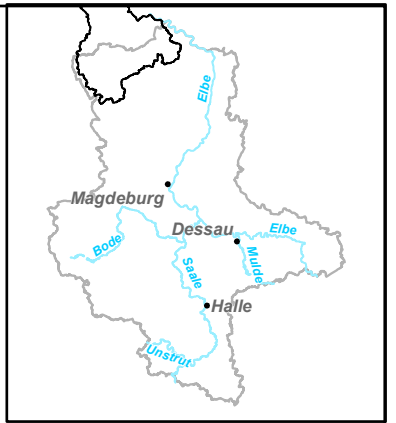 Elbe
Magdeburg
Dessau
Elbe
Bode
Mulde
Saale
Halle
Unstrut